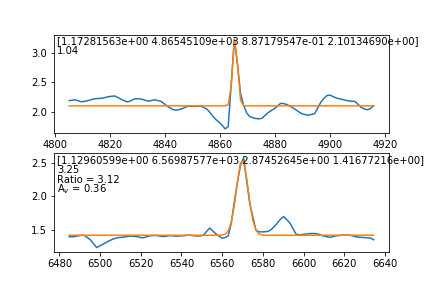 [1.17281563e+00 4.86545109e+03 8.87179547e-01 2.10134690e+00]
1.04
3.0
2.5
2.0
4800 4820 4840 4860 4880 4900 4920
[1.12960599e+00 6.56987577e+03 2.87452645e+00 1.41677216e+00]
3.25
Ratio = 3.12
Av = 0.36
2.5
2.0
1.5
6480 6500 6520 6540 6560 6580 6600 6620 6640